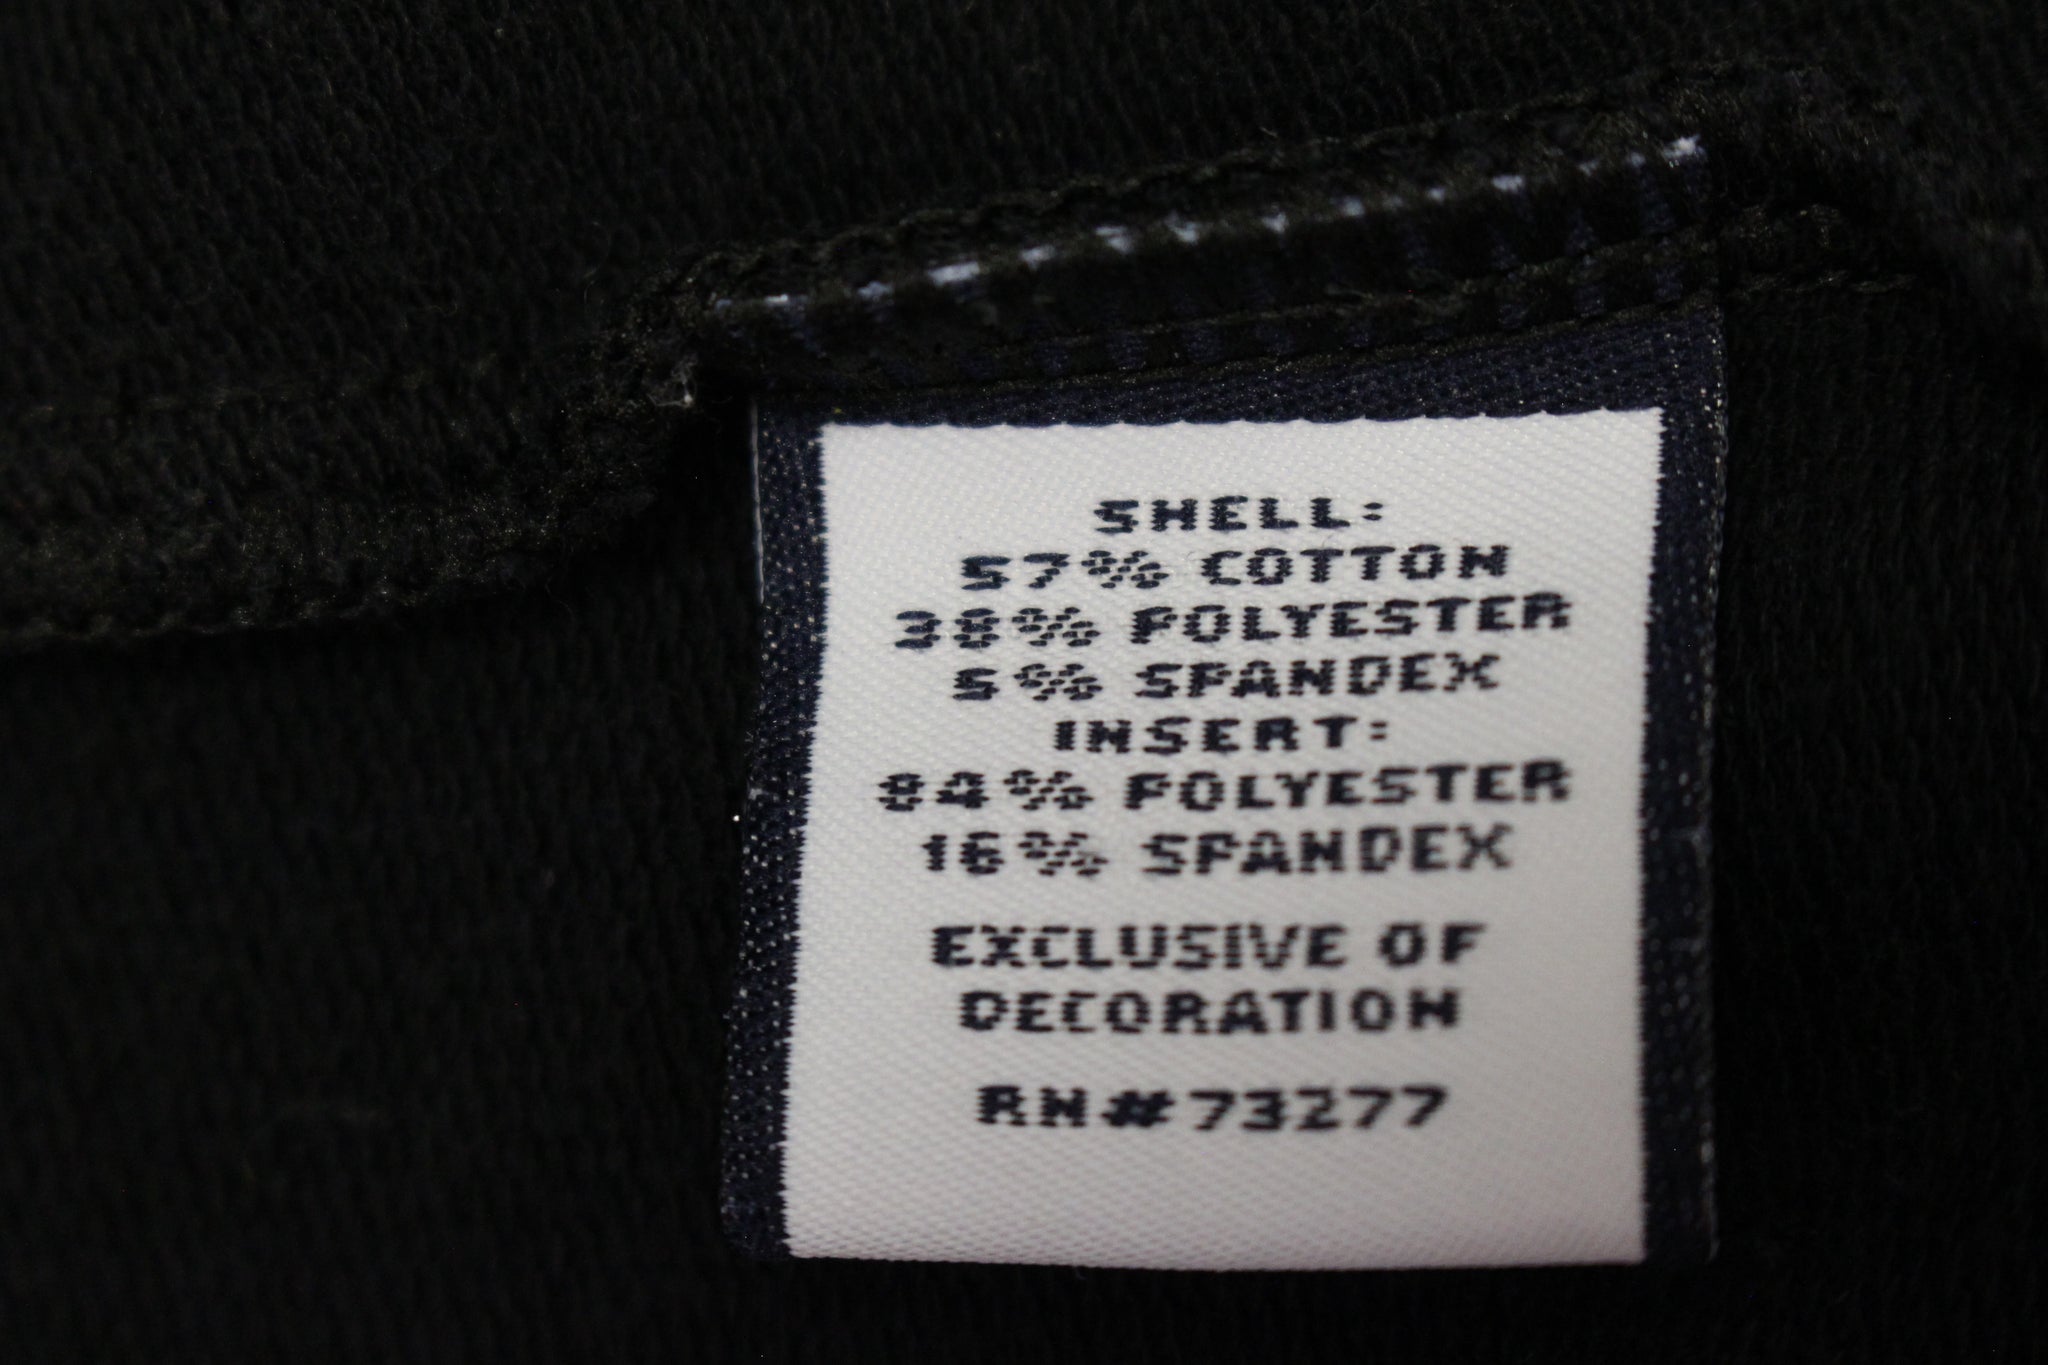 SHELL:
57% COTTON
38% POLYESTER
5% SPANDEX
INSERT:
84% POLYESTER
16% SPANDEX
EXCLUSIVE OF
DECORATION
RN#73277